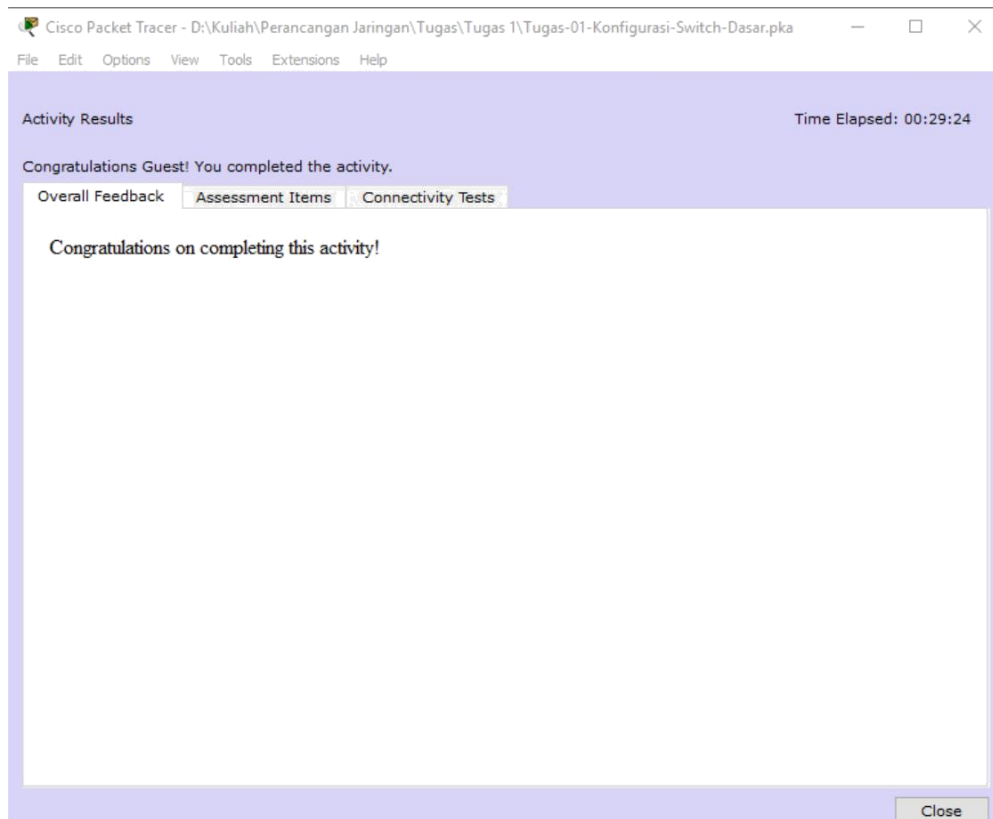 Cisco Packet Tracer - D:\Kuliah\Perancangan Jaringan\Tugas\Tugas 1\Tugas-01-Konfigurasi-Switch-Dasar.pka
File Edit Options View Tools Extensions Help
Activity Results Time Elapsed: 00:29:24
Congratulations Guest! You completed the activity.
Overall Feedback Assessment Items Connectivity Tests
Congratulations on completing this activity!
Close